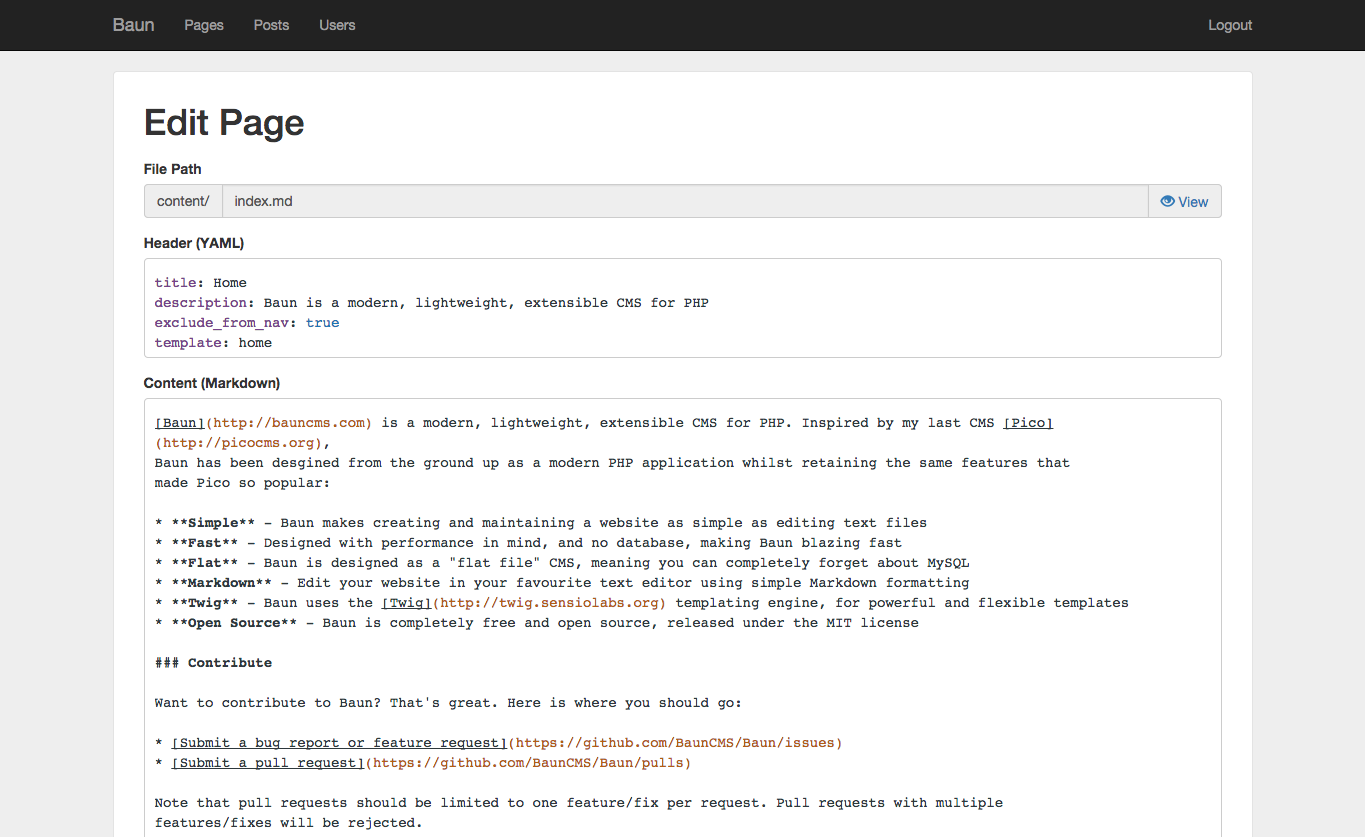 Baun Pages Posts Users Logout
Edit Page
File Path
content/ index.md View
Header (YAML)
title: Home
description: Baun is a modern, lightweight, extensible CMS for PHP
exclude_from_nav: true
template: home
Content (Markdown)
[Baun](http://bauncms.com) is a modern, lightweight, extensible CMS for PHP. Inspired by my last CMS [Pico]
(http://picocms.org),
Baun has been desgined from the ground up as a modern PHP application whilst retaining the same features that
made Pico so popular:
* **Simple** - Baun makes creating and maintaining a website as simple as editing text files
* **Fast** - Designed with performance in mind, and no database, making Baun blazing fast
* **Flat** - Baun is designed as a "flat file" CMS, meaning you can completely forget about MySQL
* **Markdown** - Edit your website in your favourite text editor using simple Markdown formatting
* **Twig** - Baun uses the [Twig](http://twig.sensiolabs.org) templating engine, for powerful and flexible templates
* **Open Source** - Baun is completely free and open source, released under the MIT license
### Contribute
Want to contribute to Baun? That's great. Here is where you should go:
* [Submit a bug report or feature request](https://github.com/BaunCMS/Baun/issues)
* [Submit a pull request](https://github.com/BaunCMS/Baun/pulls)
Note that pull requests should be limited to one feature/fix per request. Pull requests with multiple
features/fixes will be rejected.